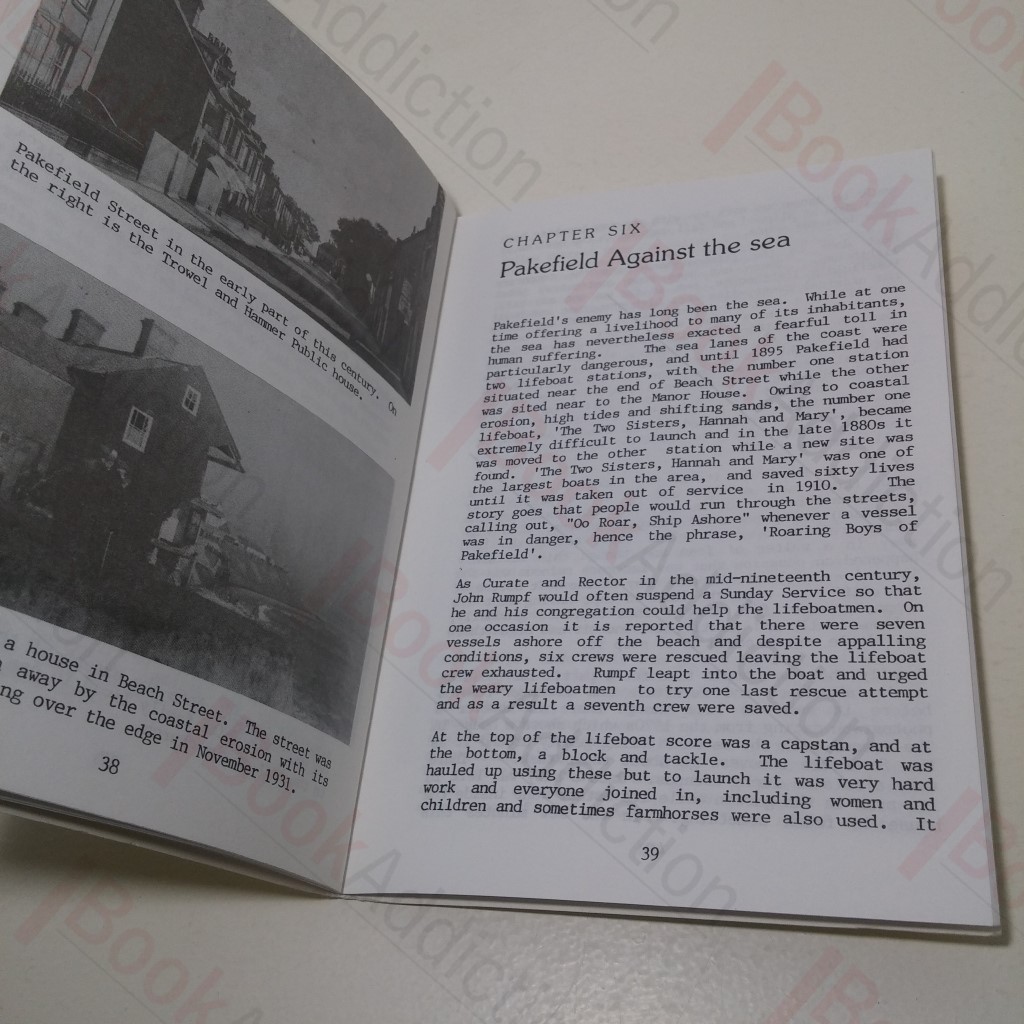 Pakefield Street in the early part of this century. On
the right is the Trowel and Hammer Public house.
a house in Beach Street. The street was
away by the coastal erosion with its
ng over the edge in November 1931.
38
CHAPTER SIX
Pakefield Against the sea
Pakefield's enemy has long been the sea. While at one
time offering a livelihood to many of its inhabitants,
the sea has nevertheless exacted a fearful toll in
human suffering. The sea lanes of the coast were
particularly dangerous, and until 1895 Pakefield had
two lifeboat stations, with the number one station
situated near the end of Beach Street while the other
was sited near to the Manor House. Owing to coastal
erosion, high tides and shifting sands, the number one
lifeboat, 'The Two Sisters, Hannah and Mary', became
extremely difficult to launch and in the late 1880s it
was moved to the other station while a new site was
found. 'The Two Sisters, Hannah and Mary' was one of
the largest boats in the area, and saved sixty lives
until it was taken out of service in 1910. The
story goes that people would run through the streets,
calling out, "Oo Roar, Ship Ashore" whenever a vessel
was in danger, hence the phrase, 'Roaring Boys of
Pakefield'.
As Curate and Rector in the mid-nineteenth century,
John Rumpf would often suspend a Sunday Service so that
he and his congregation could help the lifeboatmen. On
one occasion it is reported that there were seven
vessels ashore off the beach and despite appalling
conditions, six crews were rescued leaving the lifeboat
crew exhausted. Rumpf leapt into the boat and urged
the weary lifeboatmen to try one last rescue attempt
and as a result a seventh crew were saved.
At the top of the lifeboat score was a capstan, and at
the bottom, a block and tackle. The lifeboat was
hauled up using these but to launch it was very hard
work and everyone joined in, including women and
children and sometimes farmhorses were also used. It
39
BookAddiction